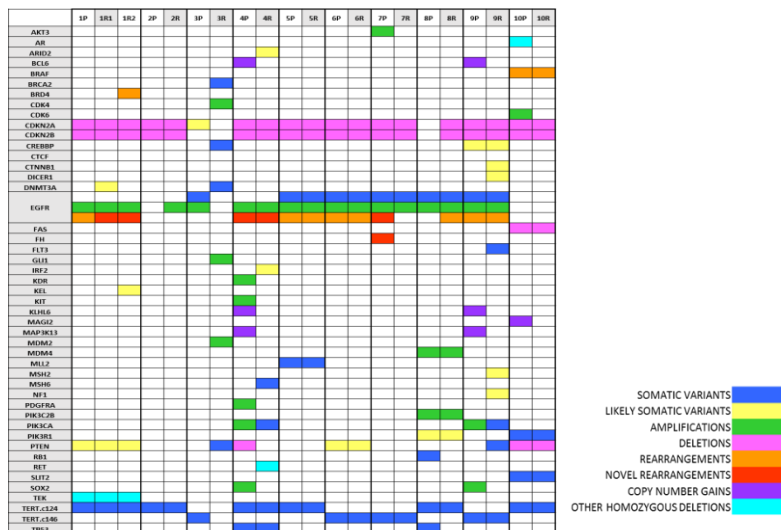 1P 1R1 1R2 2P 2R 3P 3R 4P 4R 5P 5R 6P 6R 7P 7R 8P 8R 9P 9R 10P 10R
AKT3
AR
ARID2
BCL6
BRAF
BRCA2
BRD4
CDK4
CDK6
CDKN2A
CDKN2B
CREBBP
CTCF
CTNNB1
DICER1
DNMT3A
EGFR
FAS
FH
FLT3
GLI1
IRF2
KDR
KEL
KIT
KLHL6
MAGI2
MAP3K13
MDM2
MDM4
MLL2
MSH2
MSH6
NF1
PDGFRA
PIK3C2B
PIK3CA
PIK3R1
PTEN
RB1
RET
SLIT2
SOX2
TEK
TERT.c124
TERT.c146
TP53
SOMATIC VARIANTS
LIKELY SOMATIC VARIANTS
AMPLIFICATIONS
DELETIONS
REARRANGEMENTS
NOVEL REARRANGEMENTS
COPY NUMBER GAINS
OTHER HOMOZYGOUS DELETIONS